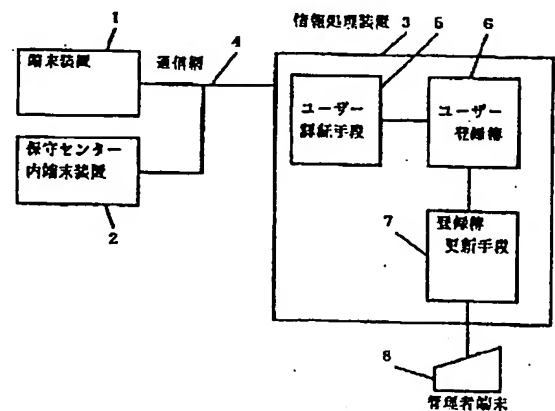 1
端末装置
通信網
4
保守センター
内端末装置
2
情報処理装置
3
5
6
ユーザー
認証手段
ユーザー
登録簿
7
登録簿
更新手段
8
管理者端末